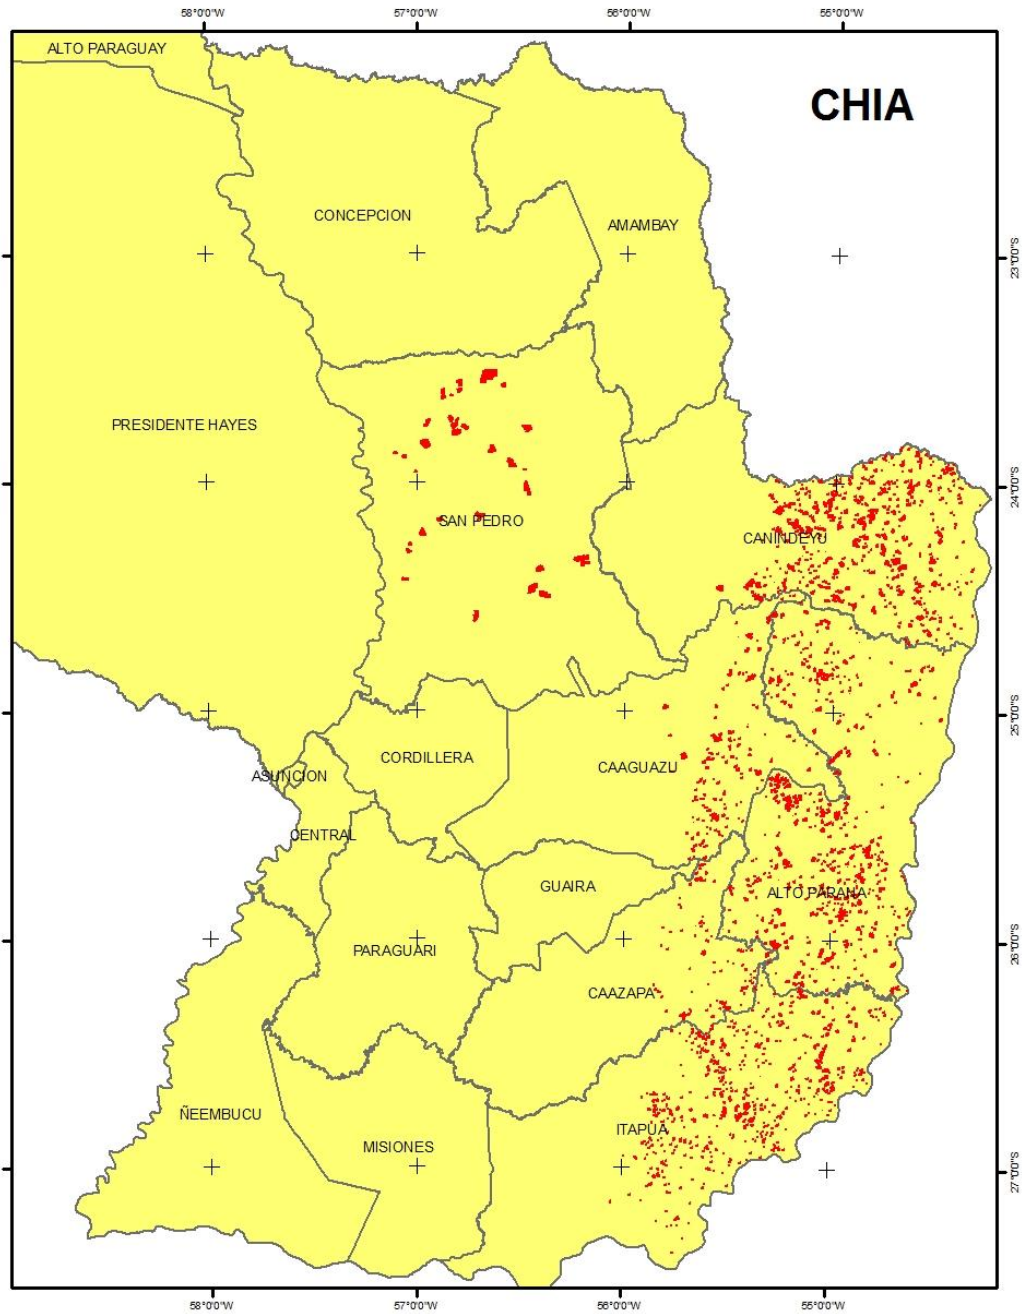 58°0'0"W 57°0'0"W 56°0'0"W 55°0'0"W
ALTO PARAGUAY
CHIA
CONCEPCION
AMAMBAY
23°0'0"S
PRESIDENTE HAYES
24°0'0"S
SAN PEDRO
CANINDEYU
25°0'0"S
CORDILLERA
CAAGUAZU
ASUNCION
CENTRAL
GUAIRA
ALTO PARANA
26°0'0"S
PARAGUARI
CAAZAPA
ÑEEMBUCU
ITAPUA
MISIONES
27°0'0"S
58°0'0"W 57°0'0"W 56°0'0"W 55°0'0"W